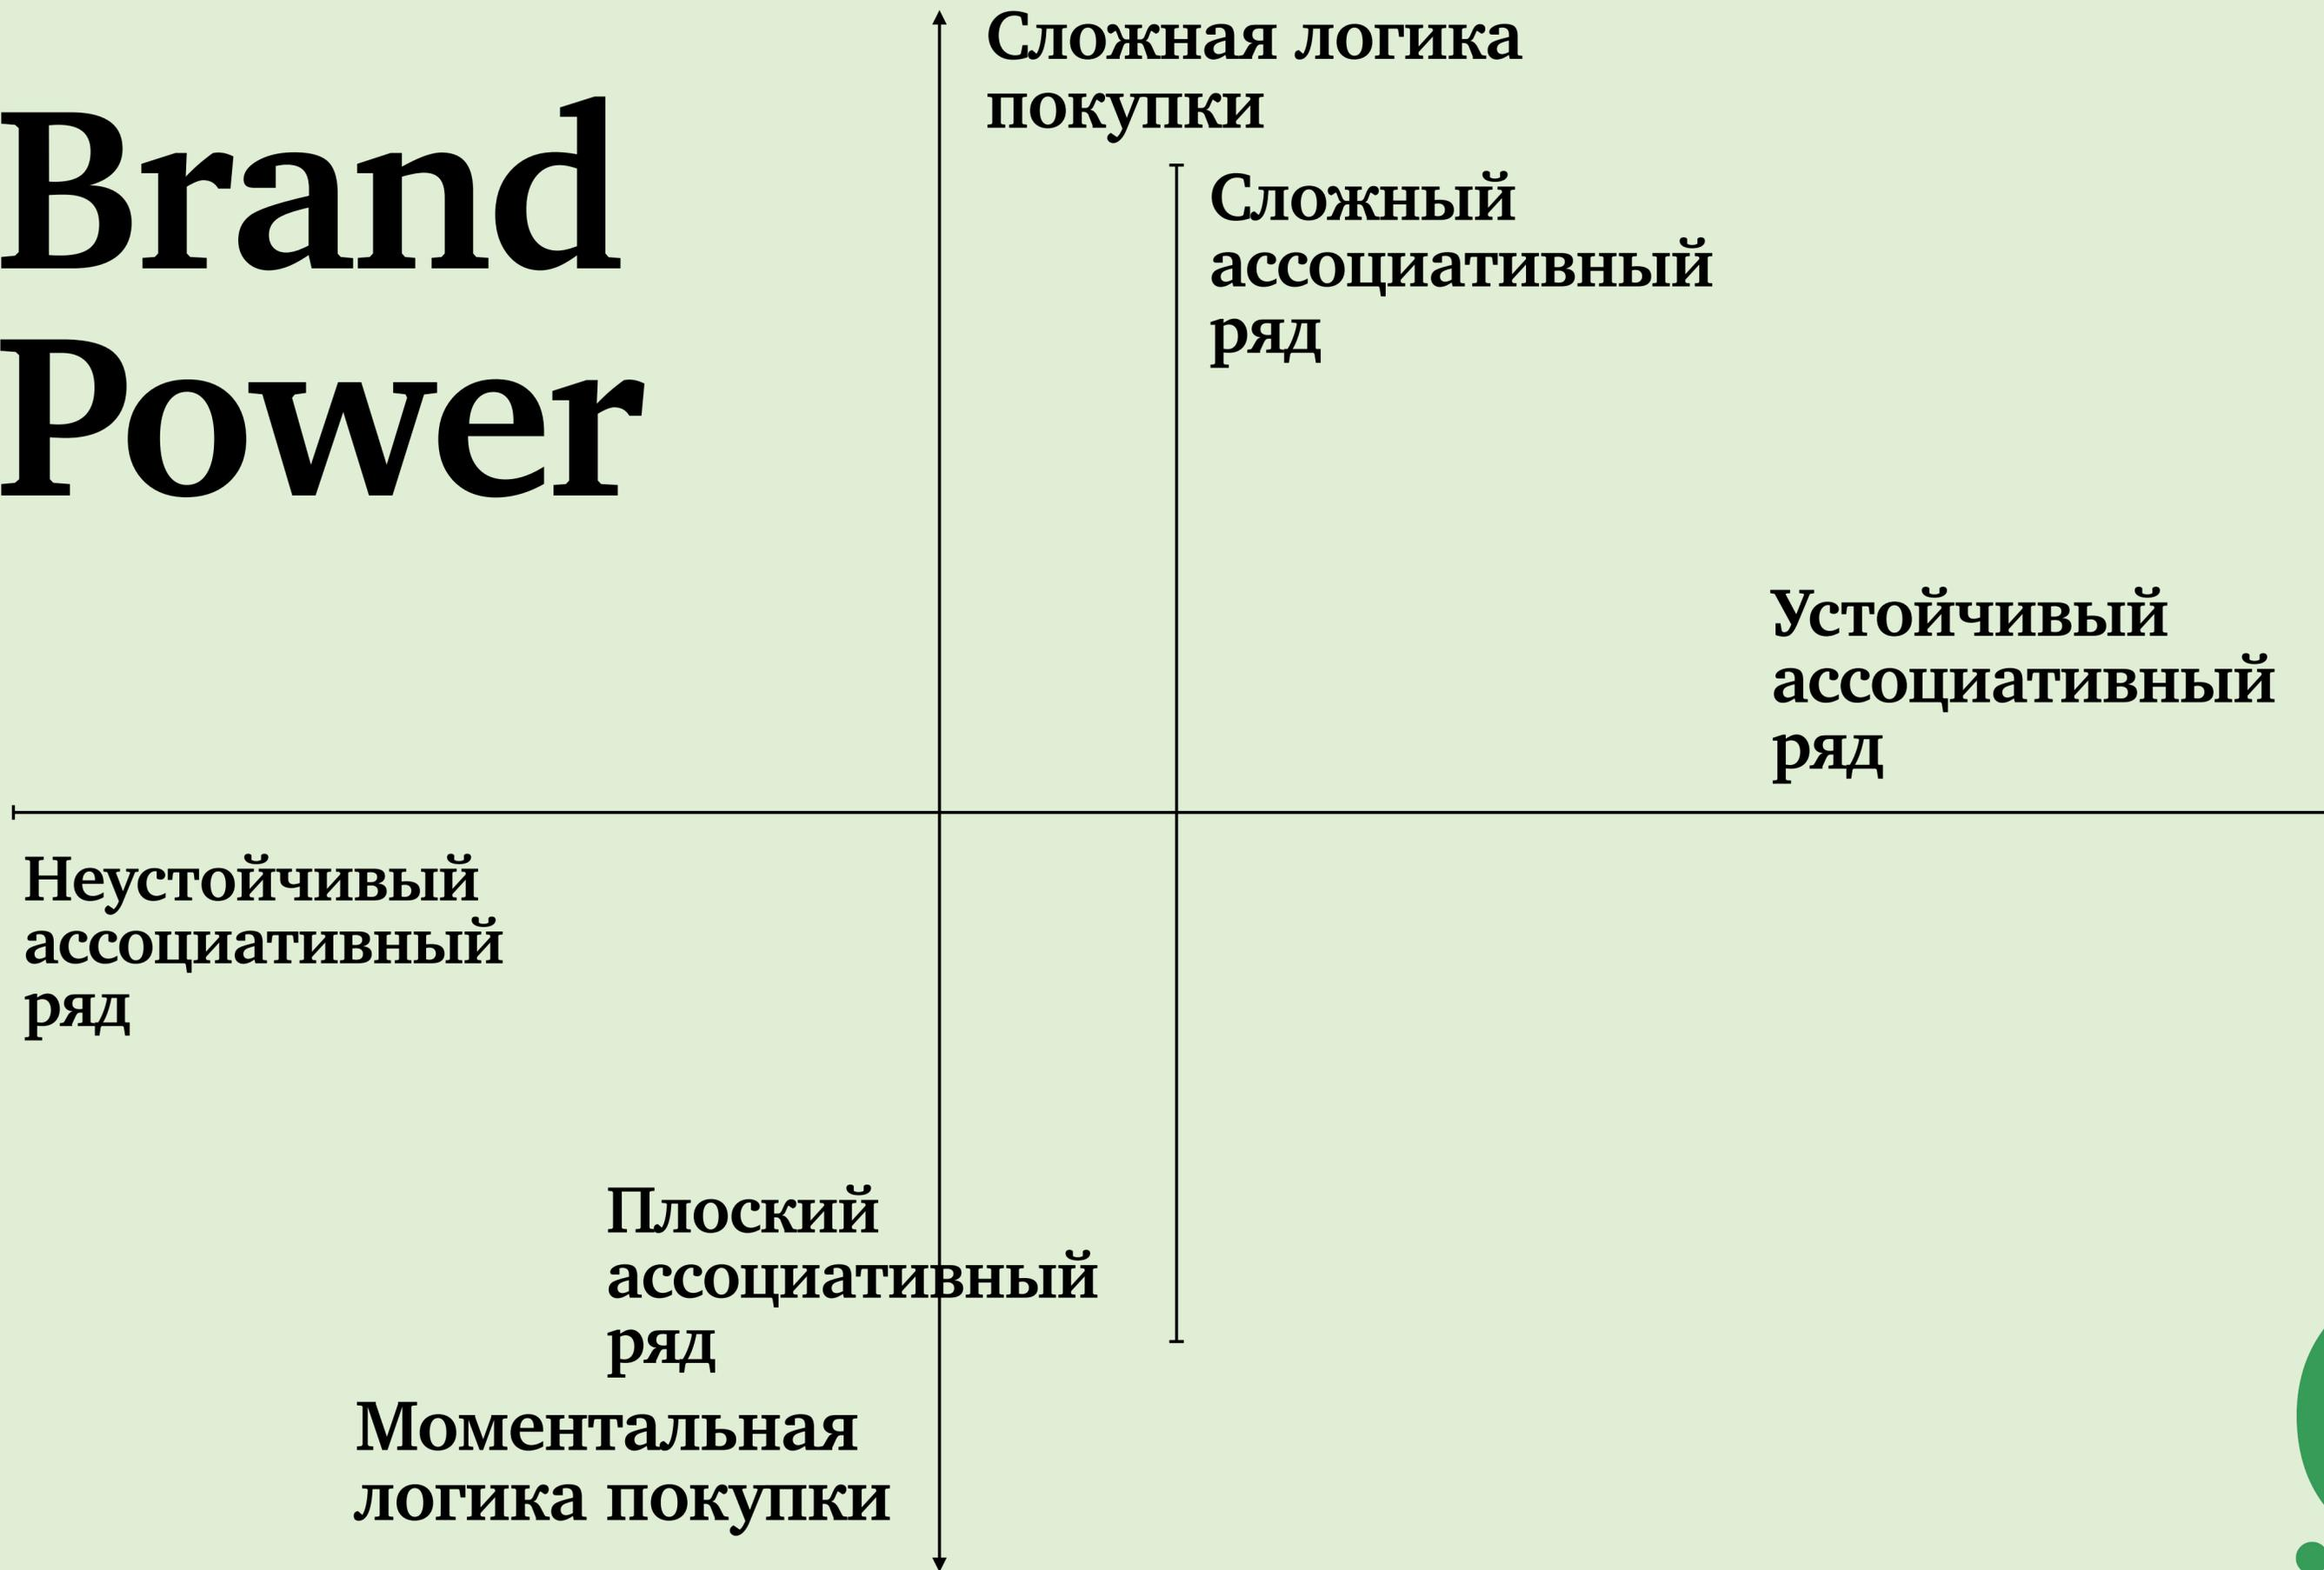 Brand
Power
Сложная логика
покупки
Сложный
ассоциативный
ряд
Устойчивый
ассоциативный
ряд
Неустойчивый
ассоциативный
ряд
Плоский
ассоциативный
ряд
Моментальная
логика покупки